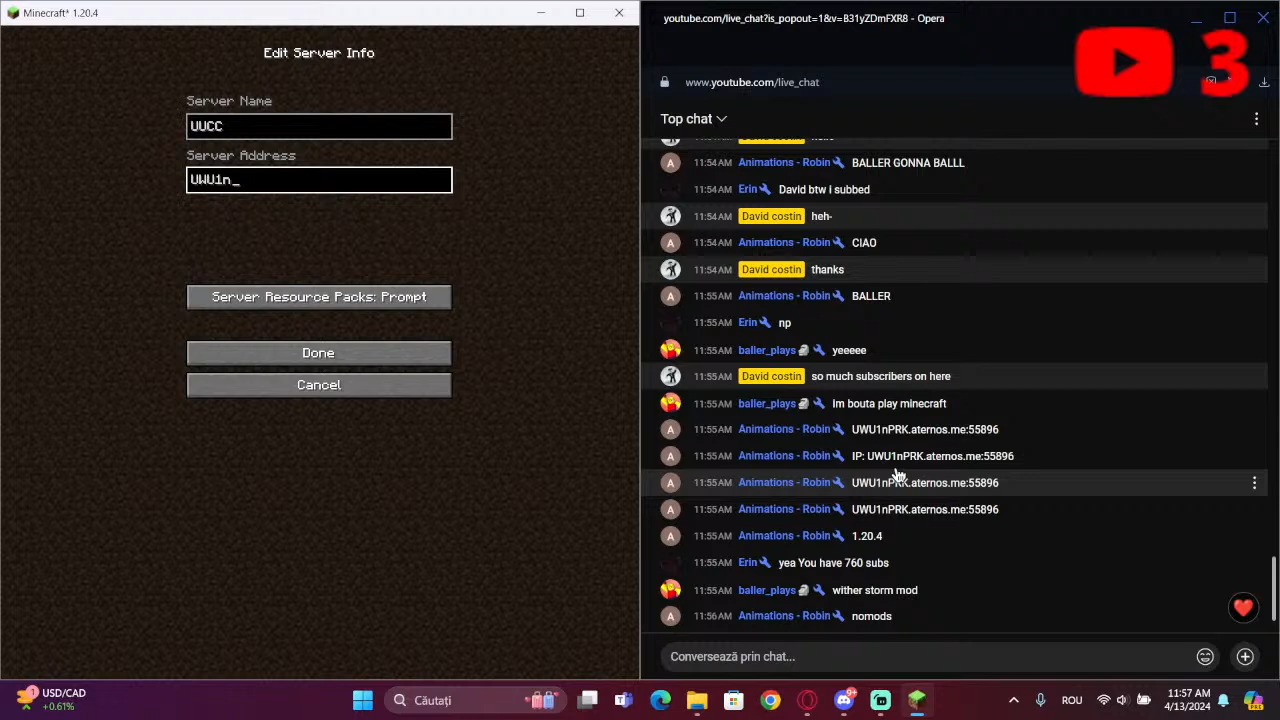 Minecraft* 1.20.4
Edit Server Info
Server Name
UUCC
Server Address
UWU1n_
Server Resource Packs: Prompt
Done
Cancel
youtube.com/live_chat?is_popout=1&v=B31yZDmFXR8 - Opera
3
www.youtube.com/live_chat
Top chat
A 11:54 AM Animations - Robin BALLER GONNA BALLL
11:54 AM Erin David btw i subbed
11:54 AM David costin heh-
A 11:54 AM Animations - Robin CIAO
11:54 AM David costin thanks
A 11:55 AM Animations - Robin BALLER
11:55 AM Erin np
11:55 AM baller_plays yeeeee
11:55 AM David costin so much subscribers on here
11:55 AM baller_plays Im bouta play minecraft
A 11:55 AM Animations - Robin UWU1nPRK.aternos.me:55896
A 11:55 AM Animations - Robin IP: UWU1nPRK.aternos.me:55896
A 11:55 AM Animations - Robin UWU1nPRK.aternos.me:55896
A 11:55 AM Animations - Robin UWU1nPRK.aternos.me:55896
A 11:55 AM Animations - Robin 1.20.4
11:55 AM Erin yea You have 760 subs
11:55 AM baller_plays wither storm mod
A 11:56 AM Animations - Robin nomods
Conversează prin chat...
1
USD/CAD
+0.61%
Căutați
9+
ROU
11:57 AM
4/13/2024
PRE